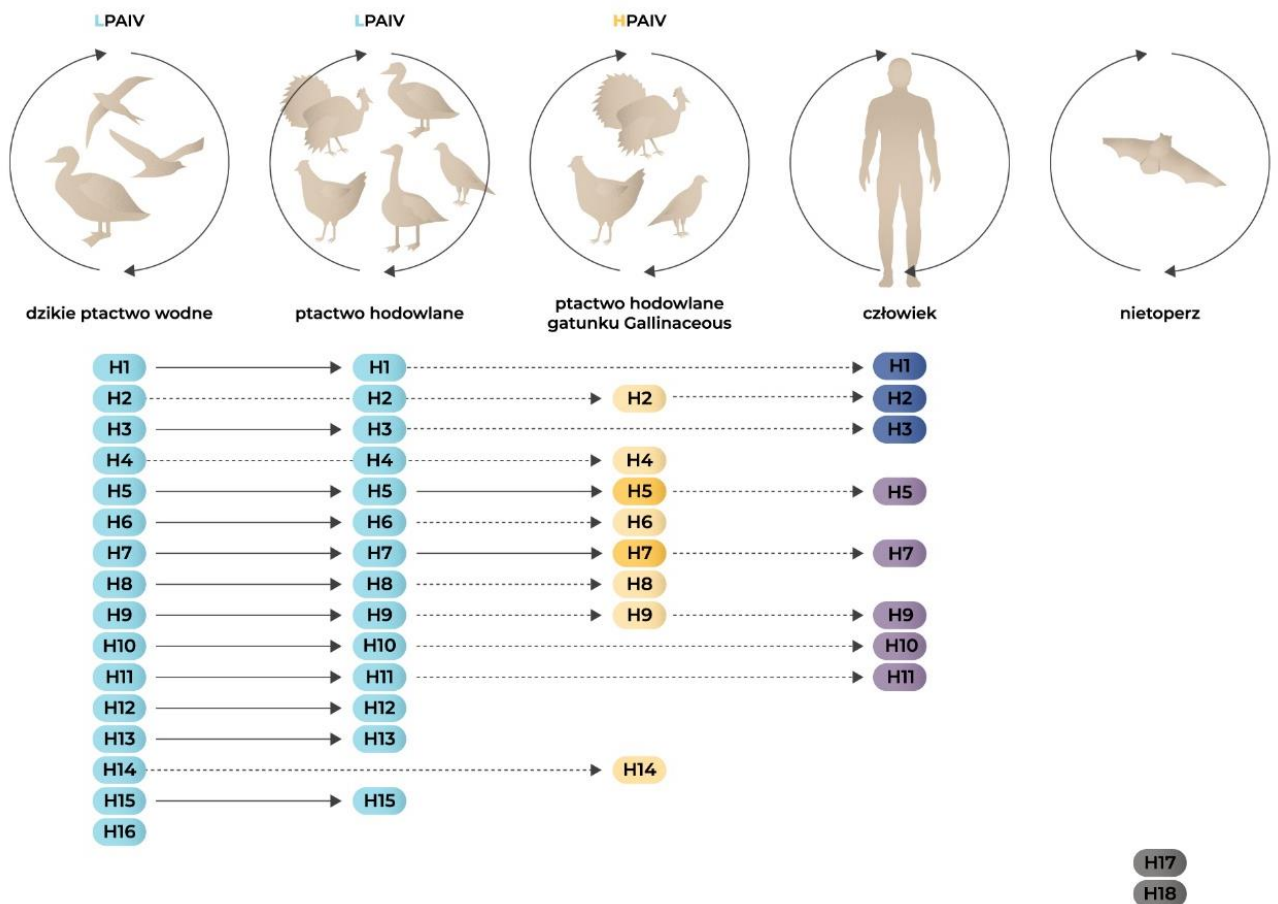 LPAIV LPAIV HPAIV
dzikie ptactwo wodne ptactwo hodowlane ptactwo hodowlane człowiek nietoperz
gatunku Gallinaceous
H1 H1 H1
H2 H2 H2 H2
H3 H3 H3
H4 H4 H4
H5 H5 H5 H5
H6 H6 H6
H7 H7 H7 H7
H8 H8 H8
H9 H9 H9 H9
H10 H10 H10
H11 H11 H11
H12 H12
H13 H13
H14 H14
H15 H15
H16
H17
H18